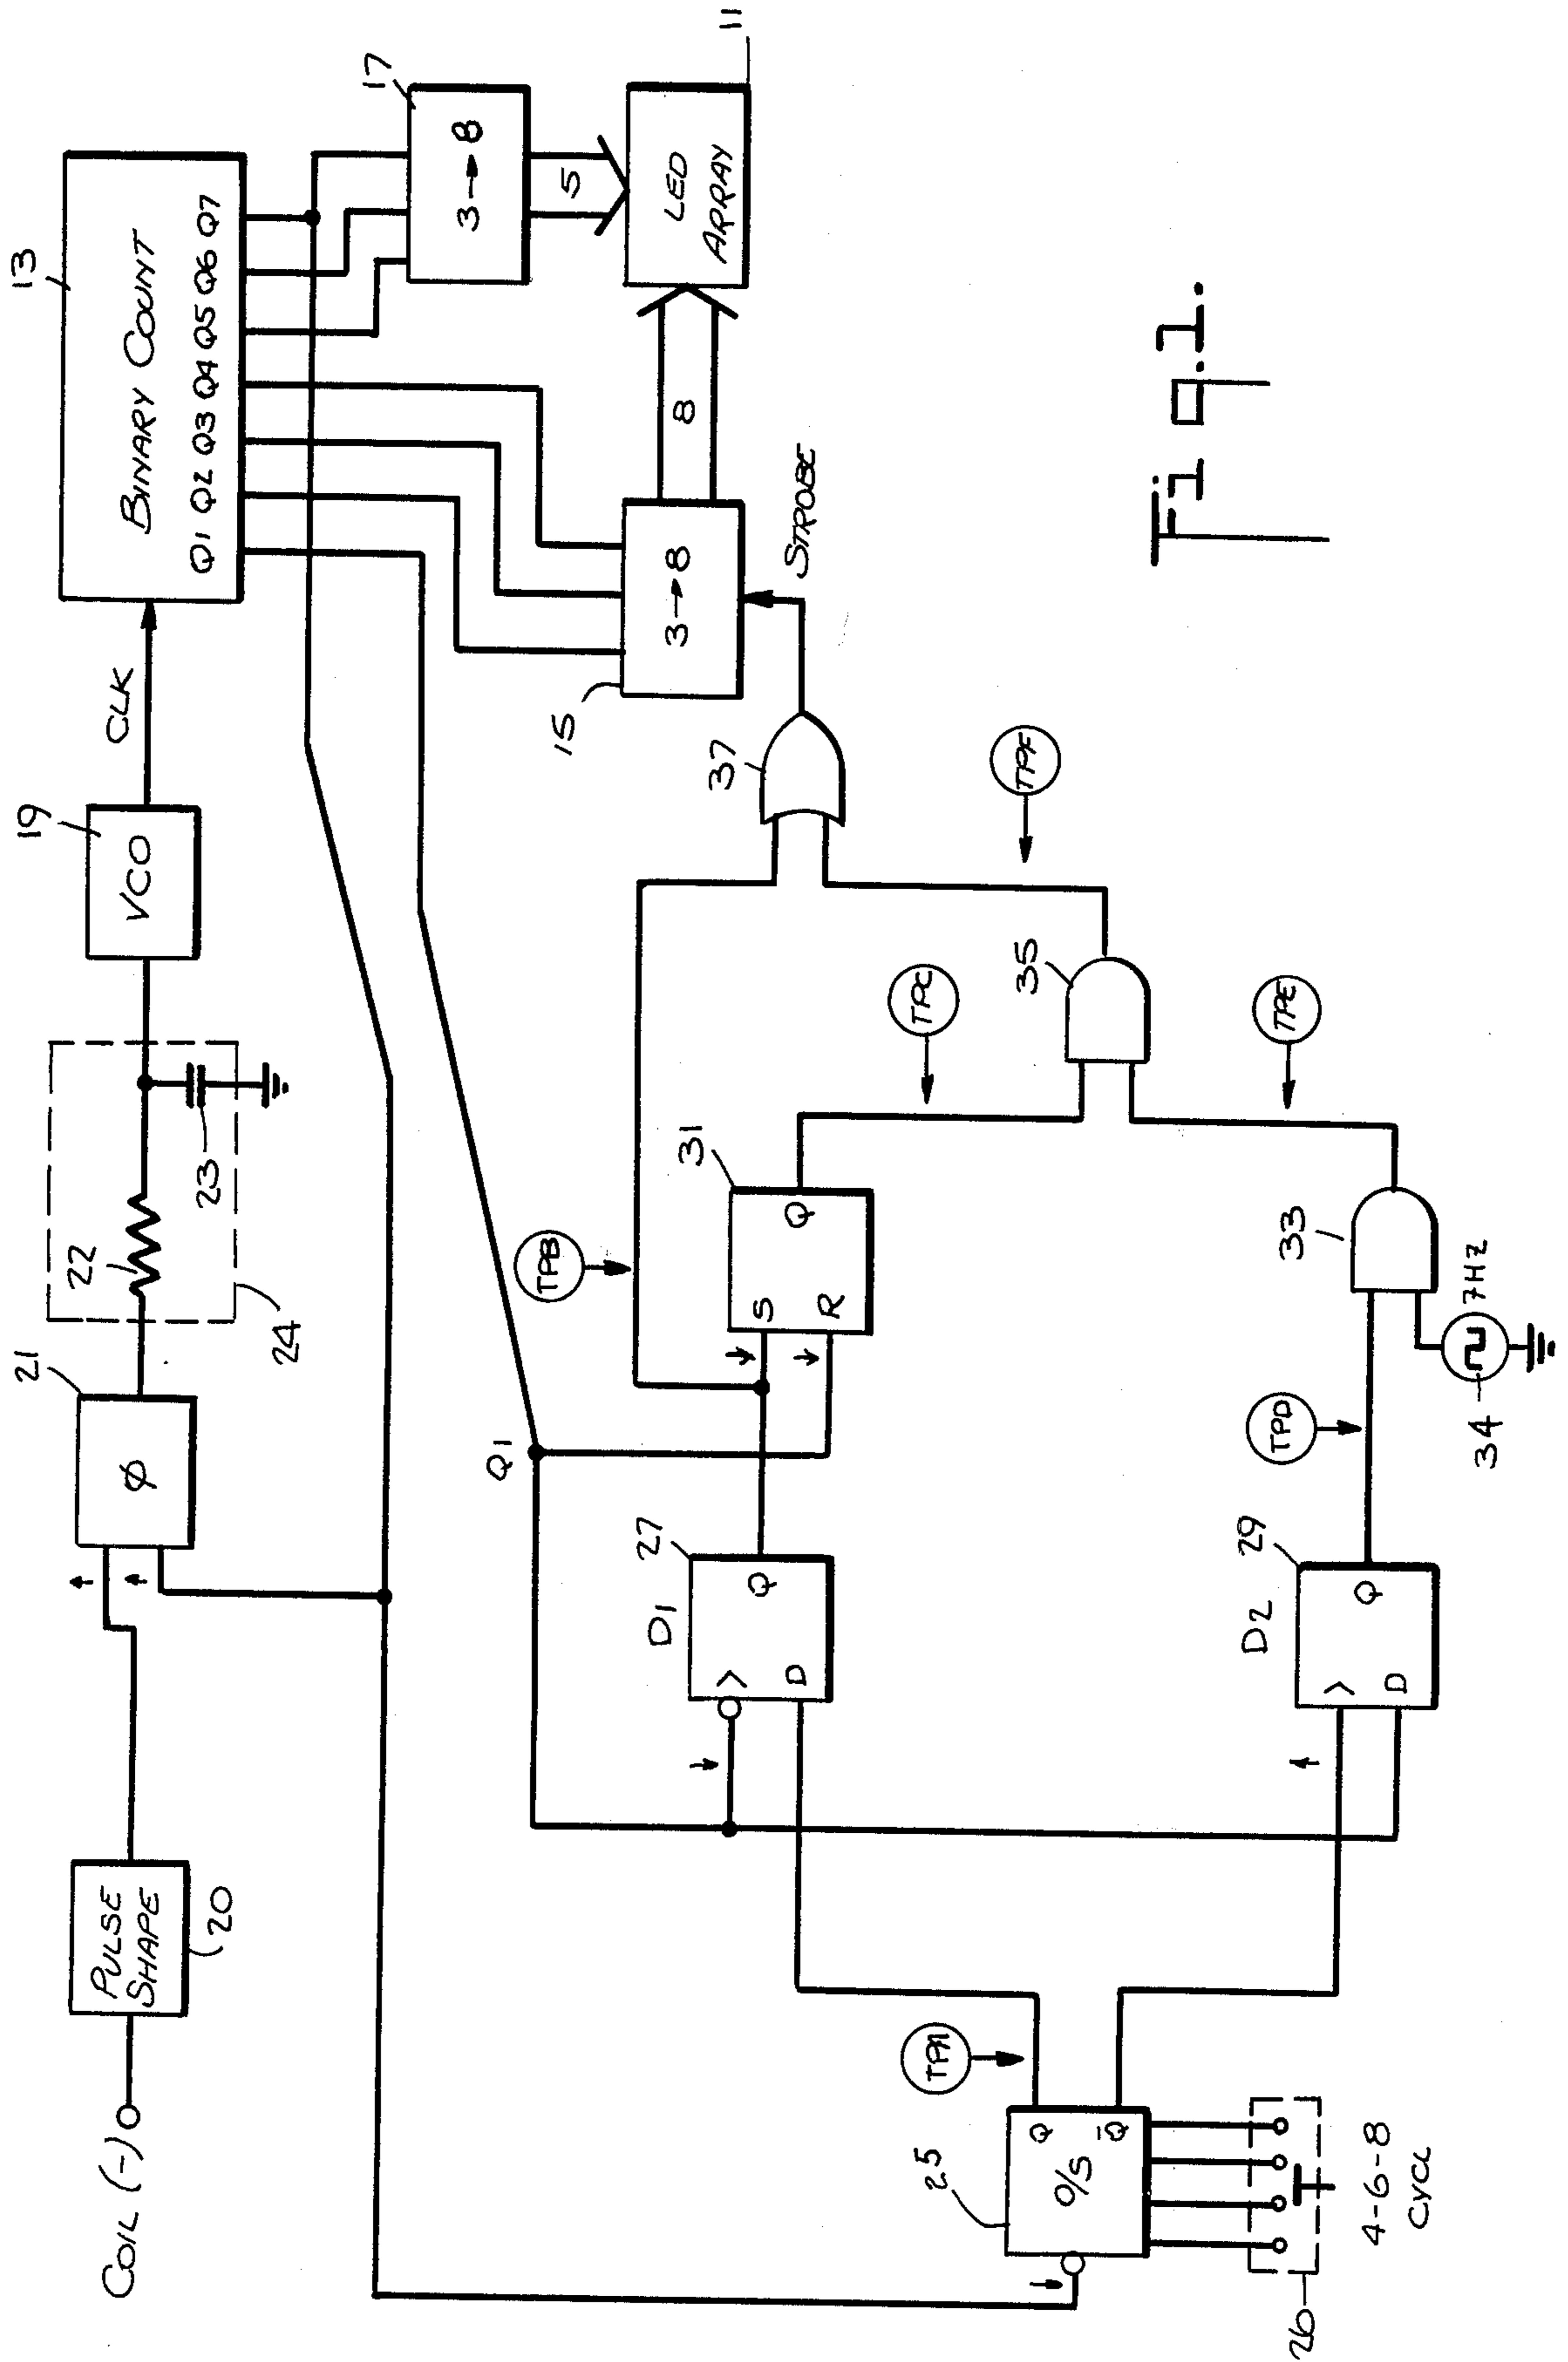 COIL (-)
PULSE
SHAPE
20
21
Φ
22
23
24
19
VCO
CLK
13
BINARY COUNT
Q1 Q2 Q3 Q4 Q5 Q6 Q7
17
3→8
5
LED
ARRAY
11
8
15
3→8
STROBE
37
Q1
TPB
D1
27
D
Q
31
S
R
Q
TPC
35
TPF
TPA
25
O/S
Q
Q̅
26
4-6-8
CYCL
D2
29
D
Q
TPD
34
7HZ
33
TPE
Fig.1.